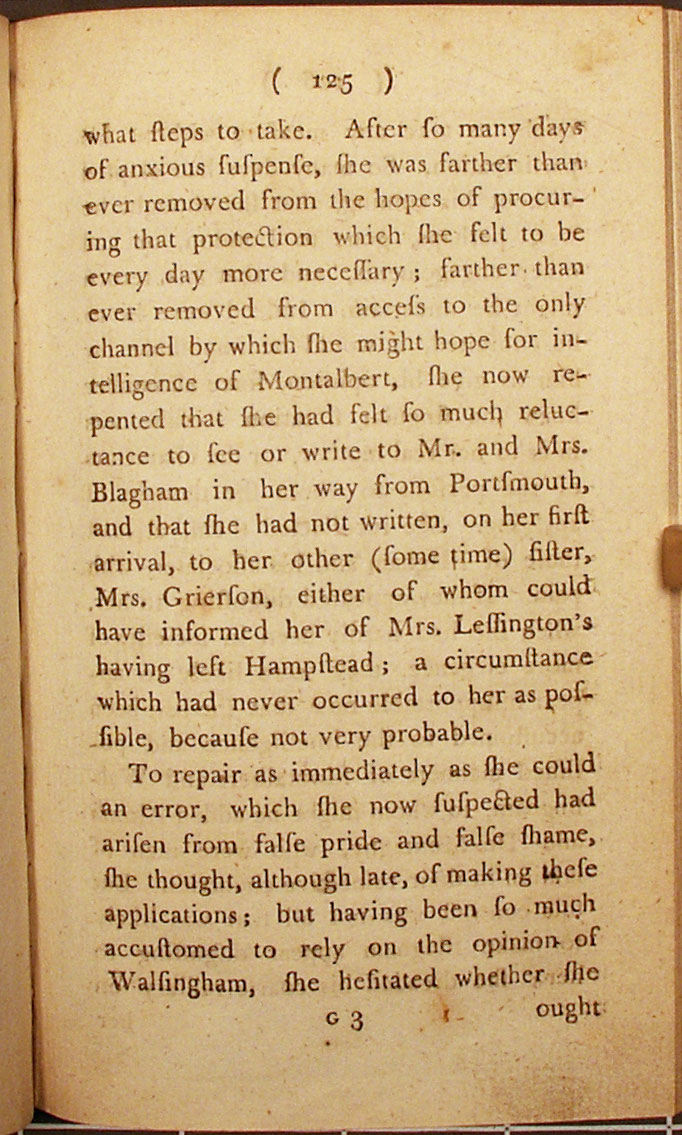 ( 125 )
what ſteps to take. After ſo many days
of anxious ſuſpenſe, ſhe was farther than
ever removed from the hopes of procur-
ing that protection which ſhe felt to be
every day more neceſſary; farther than
ever removed from acceſs to the only
channel by which ſhe might hope for in-
telligence of Montalbert, ſhe now re-
pented that ſhe had felt ſo much reluc-
tance to ſee or write to Mr. and Mrs.
Blagham in her way from Portſmouth,
and that ſhe had not written, on her firſt
arrival, to her other (ſome time) ſiſter,
Mrs. Grierſon, either of whom could
have informed her of Mrs. Leſſington's
having left Hampſtead; a circumſtance
which had never occurred to her as poſ-
ſible, becauſe not very probable.
To repair as immediately as ſhe could
an error, which ſhe now ſuſpected had
ariſen from falſe pride and falſe ſhame,
ſhe thought, although late, of making theſe
applications; but having been ſo much
accuſtomed to rely on the opinion of
Walſingham, ſhe heſitated whether ſhe
G 3 ought